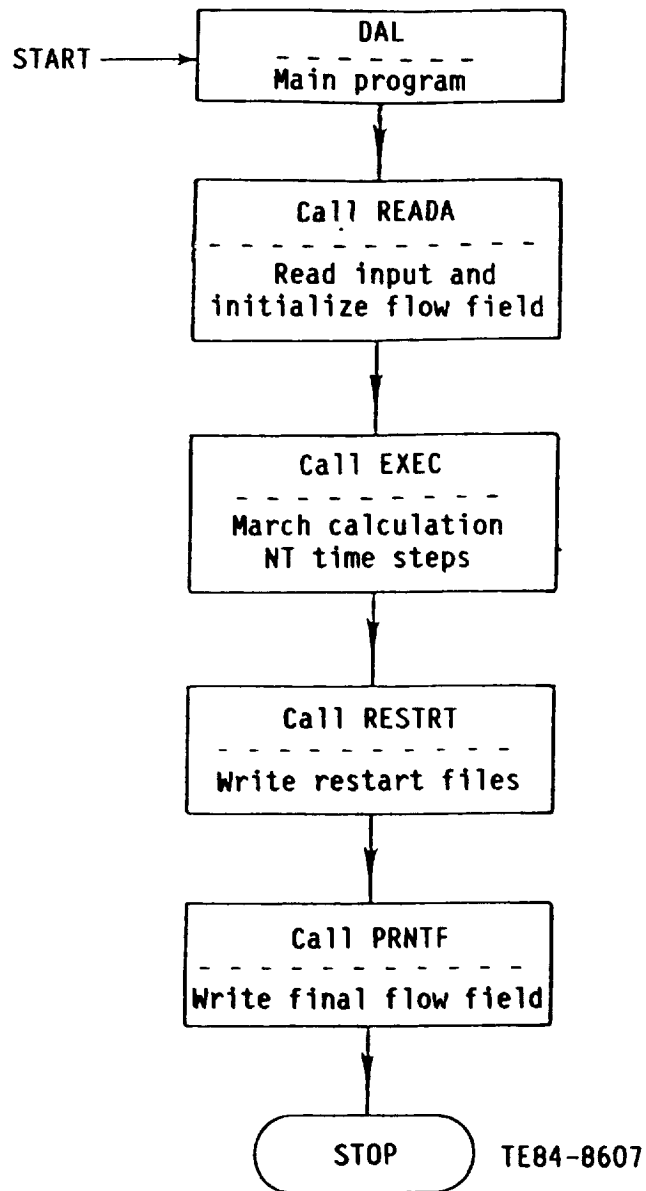 DAL
START
Main program
Call READA
Read input and
initialize flow field
Call EXEC
March calculation
NT time steps
Call RESTRT
Write restart files
Call PRNTF
Write final flow field
STOP
TE84-8607